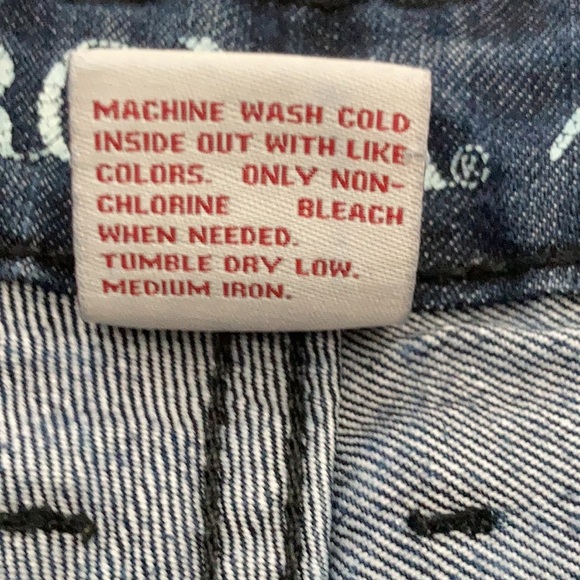 MACHINE WASH COLD
INSIDE OUT WITH LIKE
COLORS. ONLY NON-
CHLORINE BLEACH
WHEN NEEDED.
TUMBLE DRY LOW.
MEDIUM IRON.
®